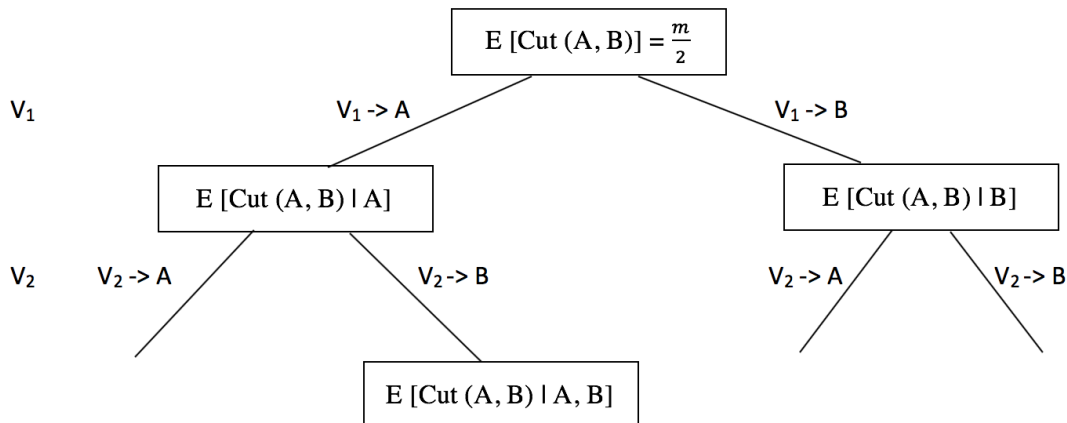 E [Cut (A, B)] = m/2
V₁ V₁ -> A V₁ -> B
E [Cut (A, B) | A] E [Cut (A, B) | B]
V₂ V₂ -> A V₂ -> B V₂ -> A V₂ -> B
E [Cut (A, B) | A, B]